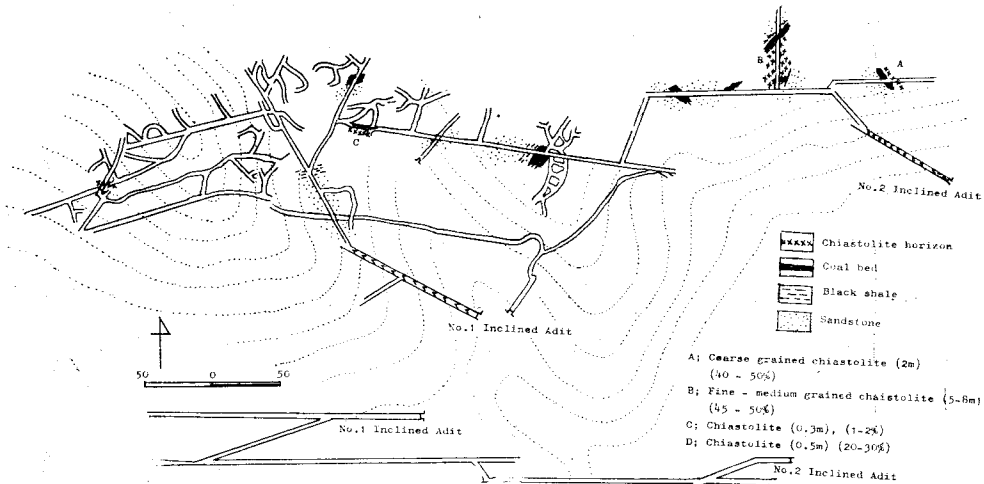 A
B
C
No.2 Inclined Adit
Chiastolite horizon
Coal bed
Black shale
Sandstone
No.1 Inclined Adit
A; Coarse grained chiastolite (2m)
(40 - 50%)
B; Fine - medium grained chaistolite (5-8m)
(45 - 50%)
C; Chiastolite (0.3m), (1-2%)
D; Chiastolite (0.5m) (20-30%)
50 0 50
No.1 Inclined Adit
No.2 Inclined Adit